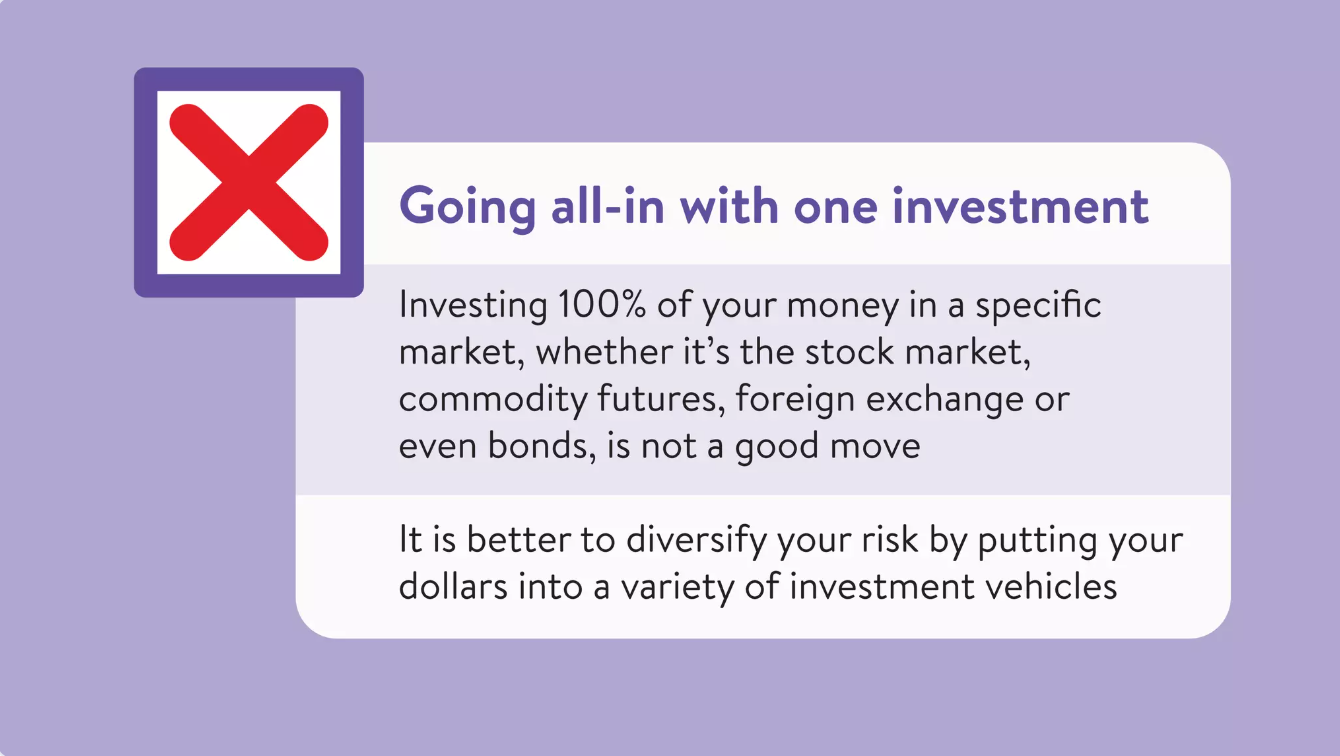 Going all-in with one investment
Investing 100% of your money in a specific
market, whether it’s the stock market,
commodity futures, foreign exchange or
even bonds, is not a good move
It is better to diversify your risk by putting your
dollars into a variety of investment vehicles